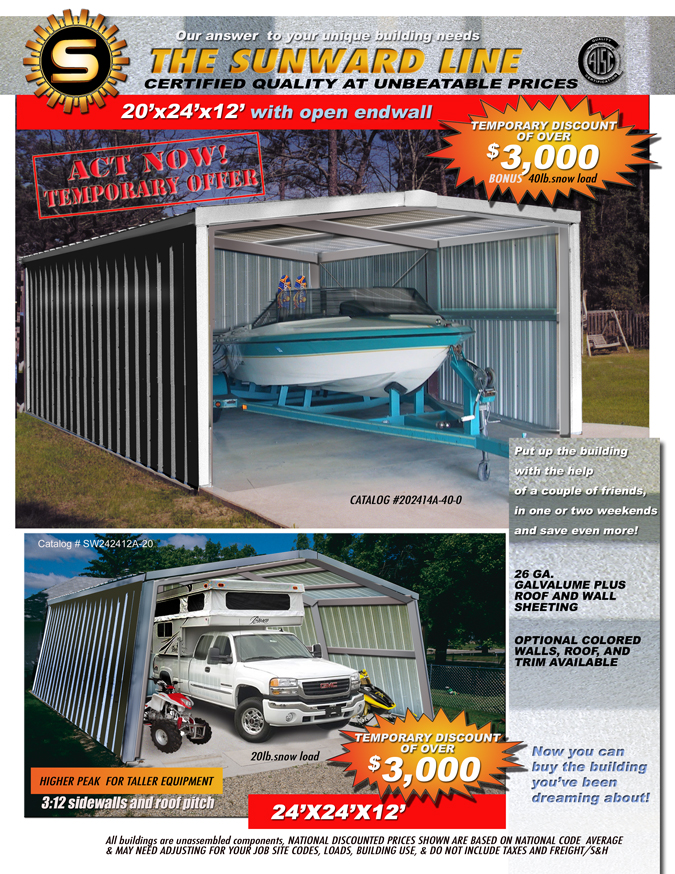 Our answer to your unique building needs
S
THE SUNWARD LINE
CERTIFIED QUALITY AT UNBEATABLE PRICES
QUALITY
AISC
20'x24'x12' with open endwall
TEMPORARY DISCOUNT
OF OVER
$3,000
BONUS 40lb.snow load
ACT NOW!
TEMPORARY OFFER
CATALOG #202414A-40-0
Put up the building
with the help
of a couple of friends,
in one or two weekends
and save even more!
26 GA.
GALVALUME PLUS
ROOF AND WALL
SHEETING
OPTIONAL COLORED
WALLS, ROOF, AND
TRIM AVAILABLE
Now you can
buy the building
you've been
dreaming about!
Catalog # SW242412A-20
GMC
20lb.snow load
TEMPORARY DISCOUNT
OF OVER
$3,000
HIGHER PEAK FOR TALLER EQUIPMENT
3:12 sidewalls and roof pitch
24'X24'X12'
All buildings are unassembled components, NATIONAL DISCOUNTED PRICES SHOWN ARE BASED ON NATIONAL CODE AVERAGE
& MAY NEED ADJUSTING FOR YOUR JOB SITE CODES, LOADS, BUILDING USE, & DO NOT INCLUDE TAXES AND FREIGHT/S&H